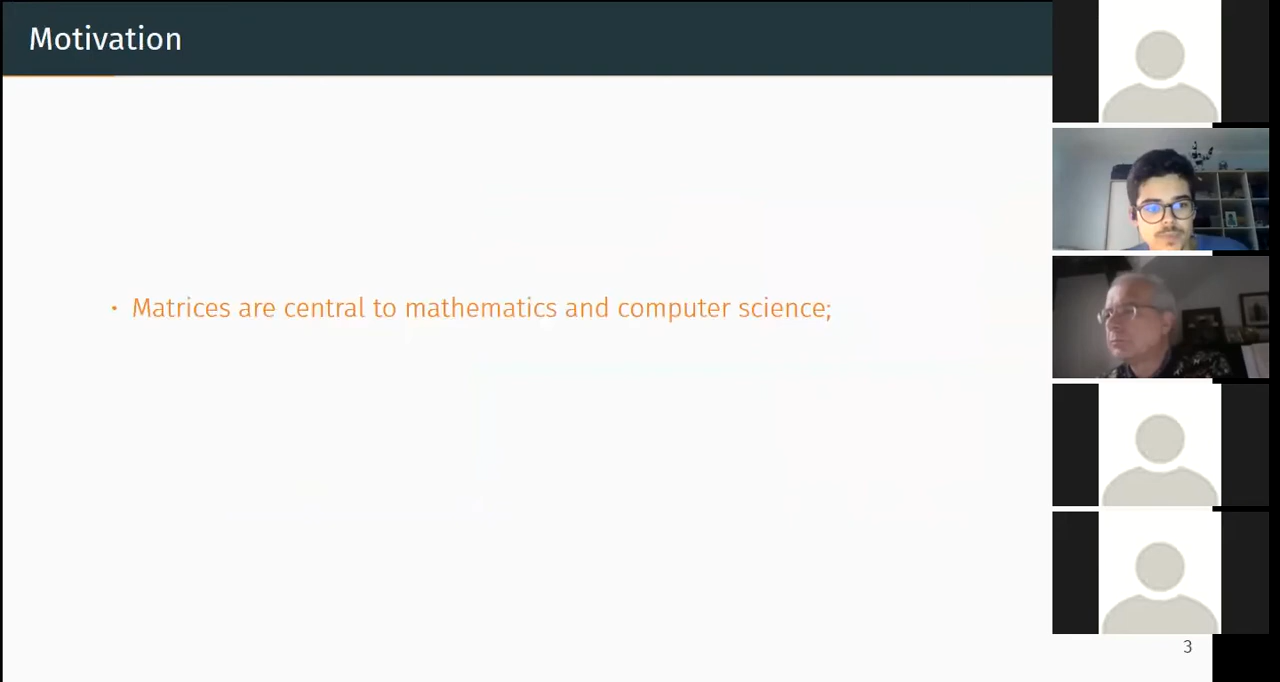 Motivation
• Matrices are central to mathematics and computer science;
3